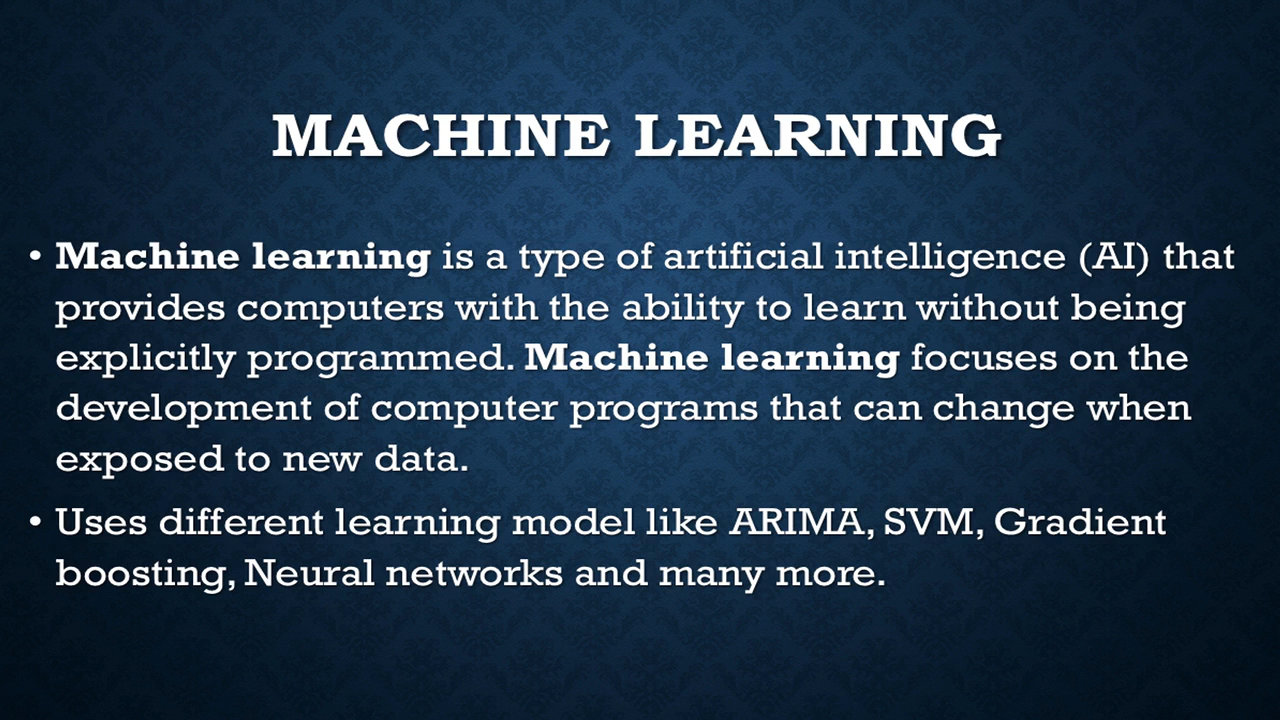 MACHINE LEARNING
• Machine learning is a type of artificial intelligence (AI) that
provides computers with the ability to learn without being
explicitly programmed. Machine learning focuses on the
development of computer programs that can change when
exposed to new data.
• Uses different learning model like ARIMA, SVM, Gradient
boosting, Neural networks and many more.